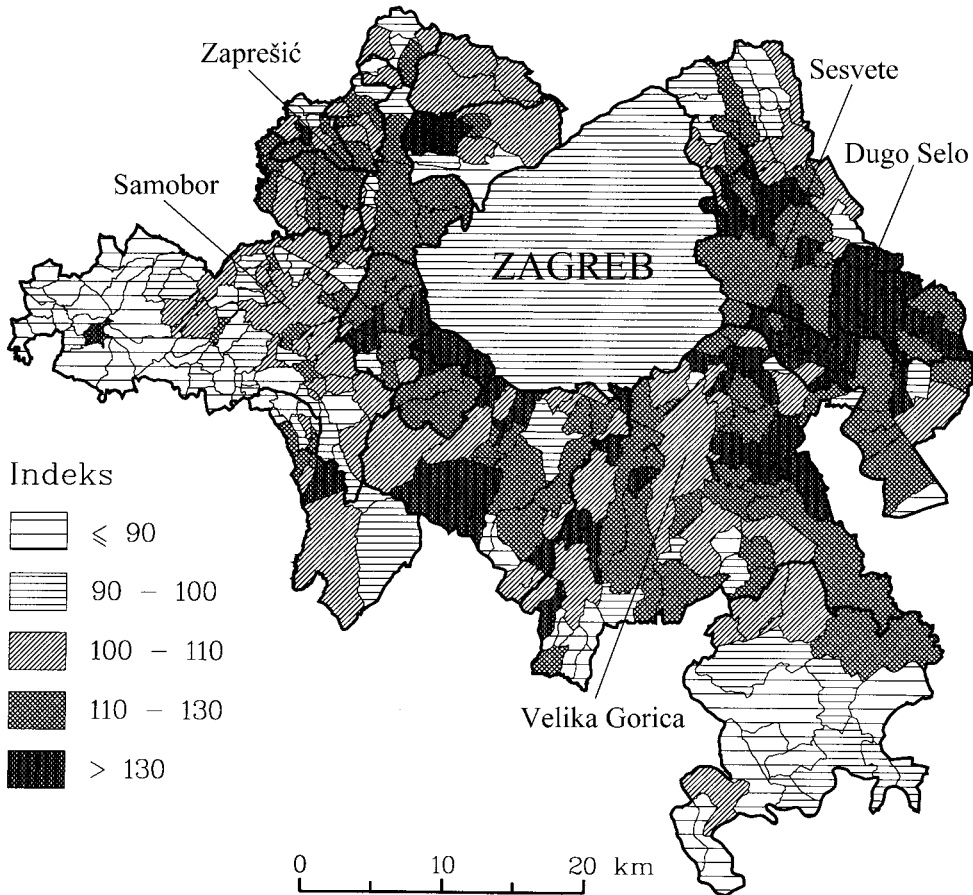 Zaprešić
Sesvete
Dugo Selo
Samobor
ZAGREB
Indeks
⩽ 90
90 – 100
100 – 110
110 – 130
> 130
Velika Gorica
0 10 20 km